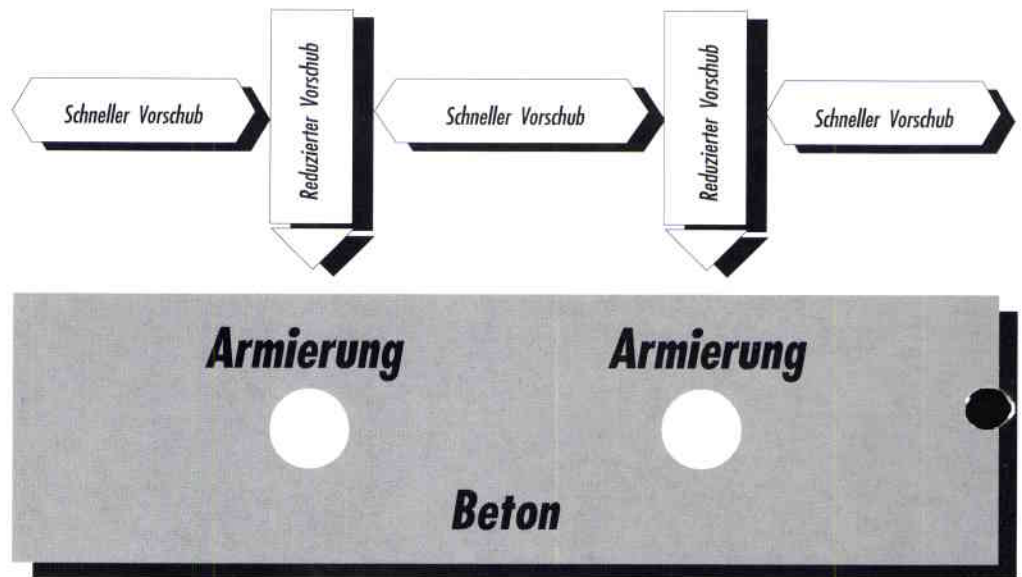 Schneller Vorschub
Reduzierter Vorschub
Schneller Vorschub
Reduzierter Vorschub
Schneller Vorschub
Armierung
Armierung
Beton